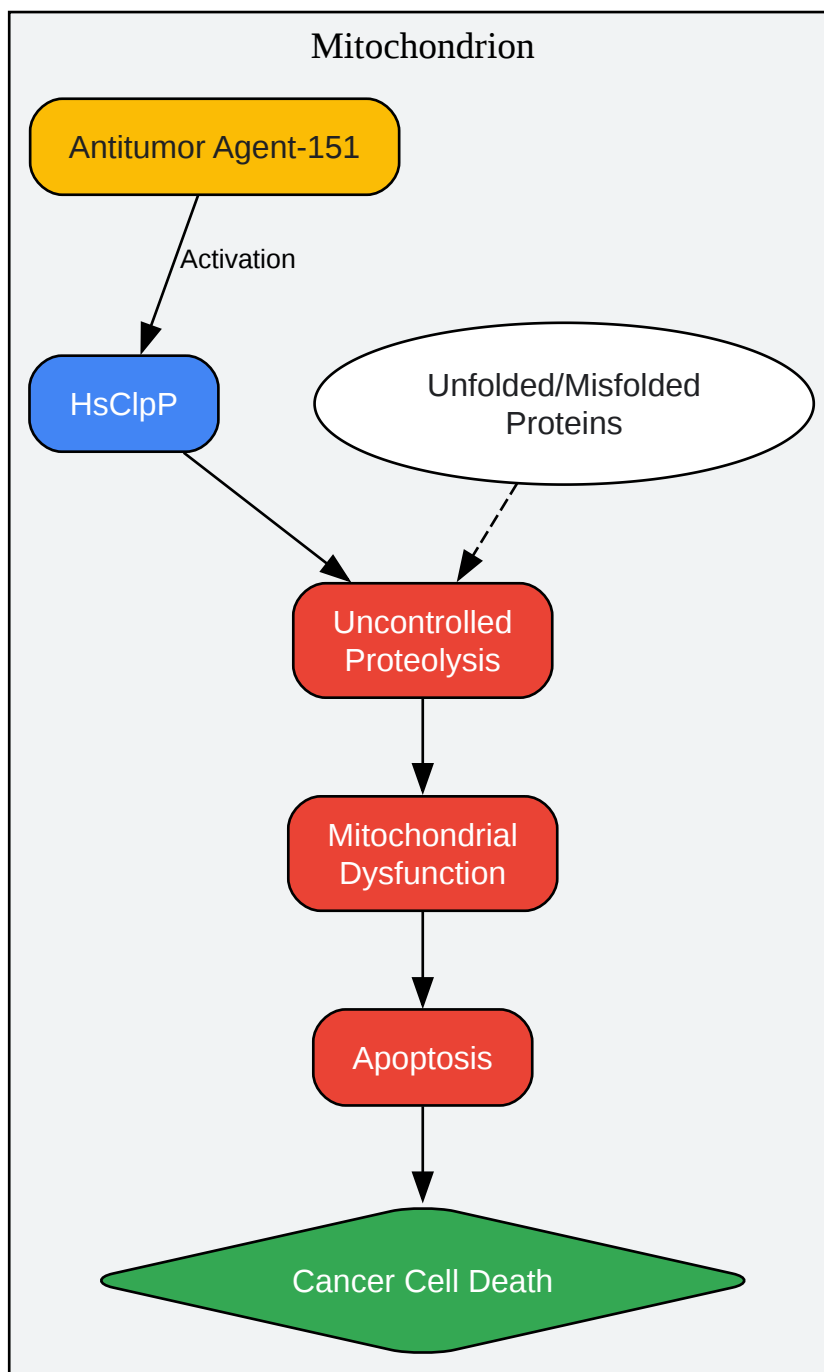 Mitochondrion
Antitumor Agent-151
Activation
HsClpP
Unfolded/Misfolded
Proteins
Uncontrolled
Proteolysis
Mitochondrial
Dysfunction
Apoptosis
Cancer Cell Death